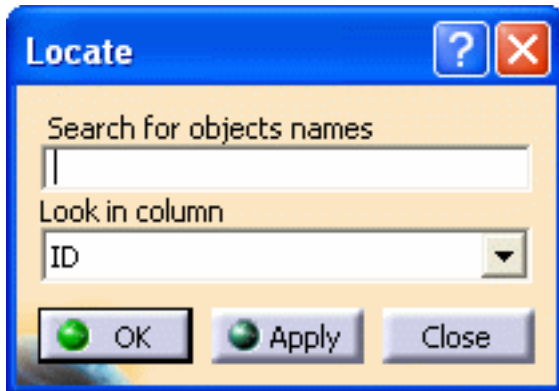 Locate
Search for objects names
Look in column
ID
OK Apply Close